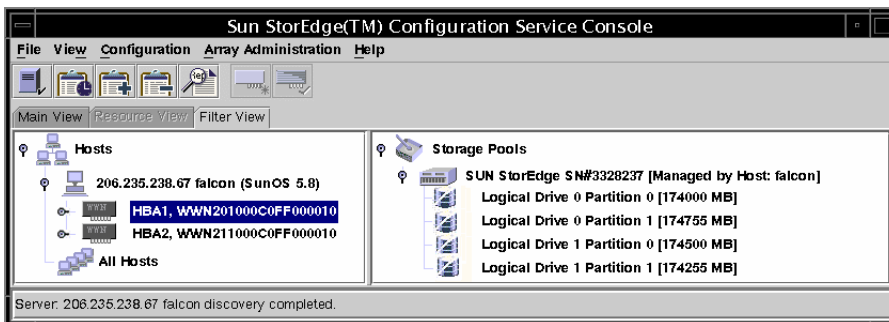 Sun StorEdge(TM) Configuration Service Console
File View Configuration Array Administration Help
Main View Resource View Filter View
Hosts
206.235.238.67 falcon (SunOS 5.8)
HBA1, WWN201000C0FF000010
HBA2, WWN211000C0FF000010
All Hosts
Storage Pools
SUN StorEdge SN#3328237 [Managed by Host: falcon]
Logical Drive 0 Partition 0 [174000 MB]
Logical Drive 0 Partition 1 [174755 MB]
Logical Drive 1 Partition 0 [174500 MB]
Logical Drive 1 Partition 1 [174255 MB]
Server: 206.235.238.67 falcon discovery completed.